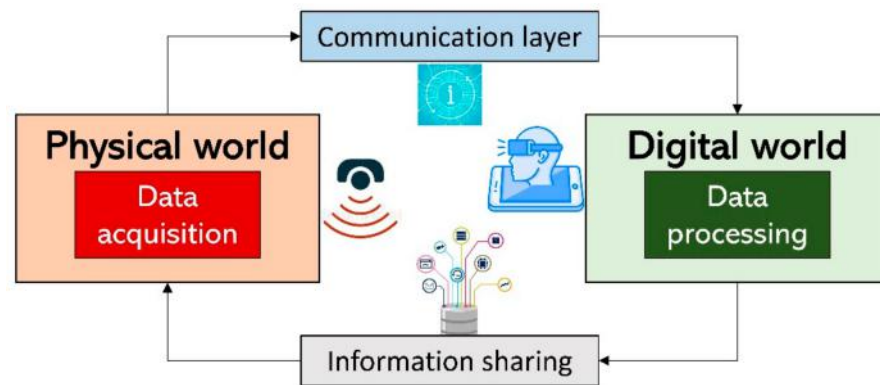 Communication layer
i
Physical world
Data
acquisition
Digital world
Data
processing
Information sharing